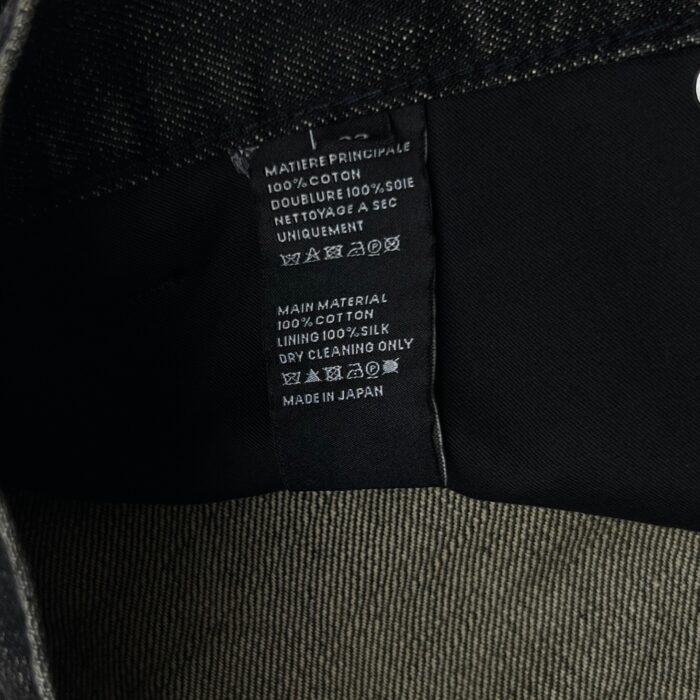 MATIERE PRINCIPALE
100% COTON
DOUBLURE 100% SOIE
NETTOYAGE A SEC
UNIQUEMENT
MAIN MATERIAL
100% COTTON
LINING 100% SILK
DRY CLEANING ONLY
MADE IN JAPAN